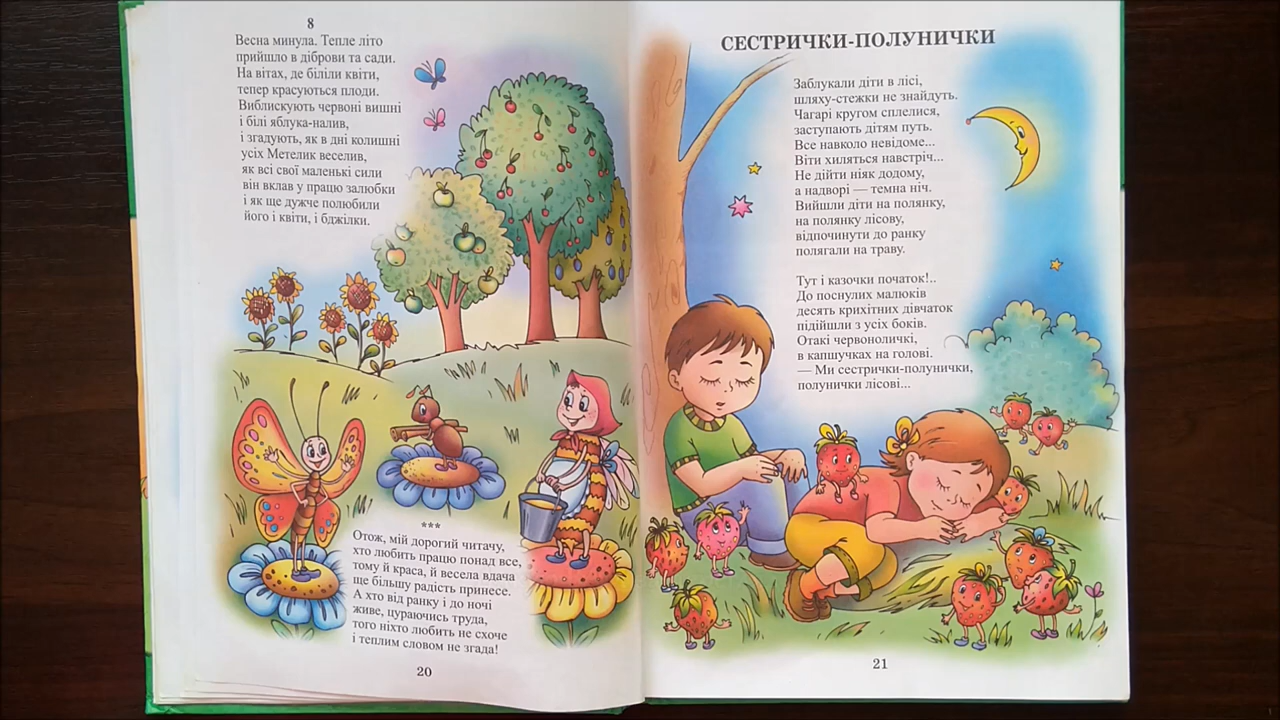 8
Весна минула. Тепле літо
прийшло в діброви та сади.
На вітах, де біліли квіти,
тепер красуються плоди.
Виблискують червоні вишні
і білі яблука-налив,
і згадують, як в дні колишні
усіх Метелик веселив,
як всі свої маленькі сили
він вклав у працю залюбки
і як ще дужче полюбили
його і квіти, і бджілки.
***
Отож, мій дорогий читачу,
хто любить працю понад все,
тому й краса, й весела вдача
ще більшу радість принесе.
А хто від ранку і до ночі
живе, цураючись труда,
того ніхто любить не схоче
і теплим словом не згада!
20
СЕСТРИЧКИ-ПОЛУНИЧКИ
Заблукали діти в лісі,
шляху-стежки не знайдуть.
Чагарі кругом сплелися,
заступають дітям путь.
Все навколо невідоме...
Віти хиляться навстріч...
Не дійти ніяк додому,
а надворі — темна ніч.
Вийшли діти на полянку,
на полянку лісову,
відпочинути до ранку
полягали на траву.
Тут і казочки початок!..
До поснулих малюків
десять крихітних дівчаток
підійшли з усіх боків.
Отакі червоноличкі,
в капшучках на голові.
— Ми сестрички-полунички,
полунички лісові...
21